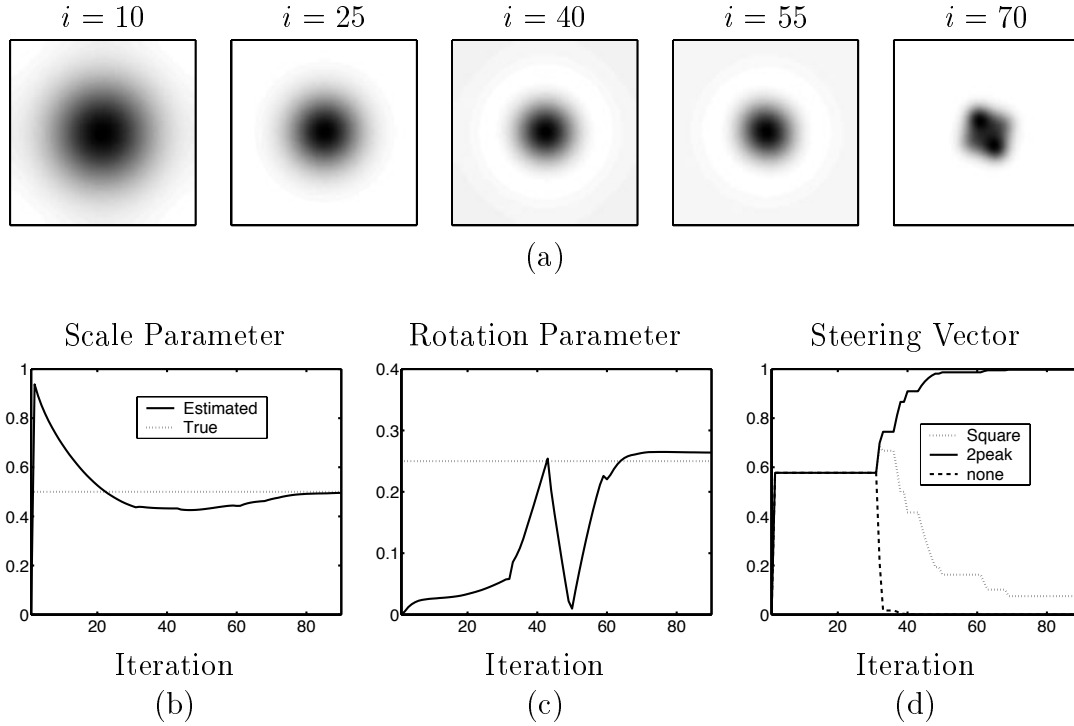 i = 10
i = 25
i = 40
i = 55
i = 70
(a)
Scale Parameter
1
0.8
0.6
0.4
0.2
0
20
40
60
80
Estimated
True
Iteration
(b)
Rotation Parameter
0.4
0.3
0.2
0.1
0
20
40
60
80
Iteration
(c)
Steering Vector
1
0.8
0.6
0.4
0.2
0
20
40
60
80
Square
2peak
none
Iteration
(d)